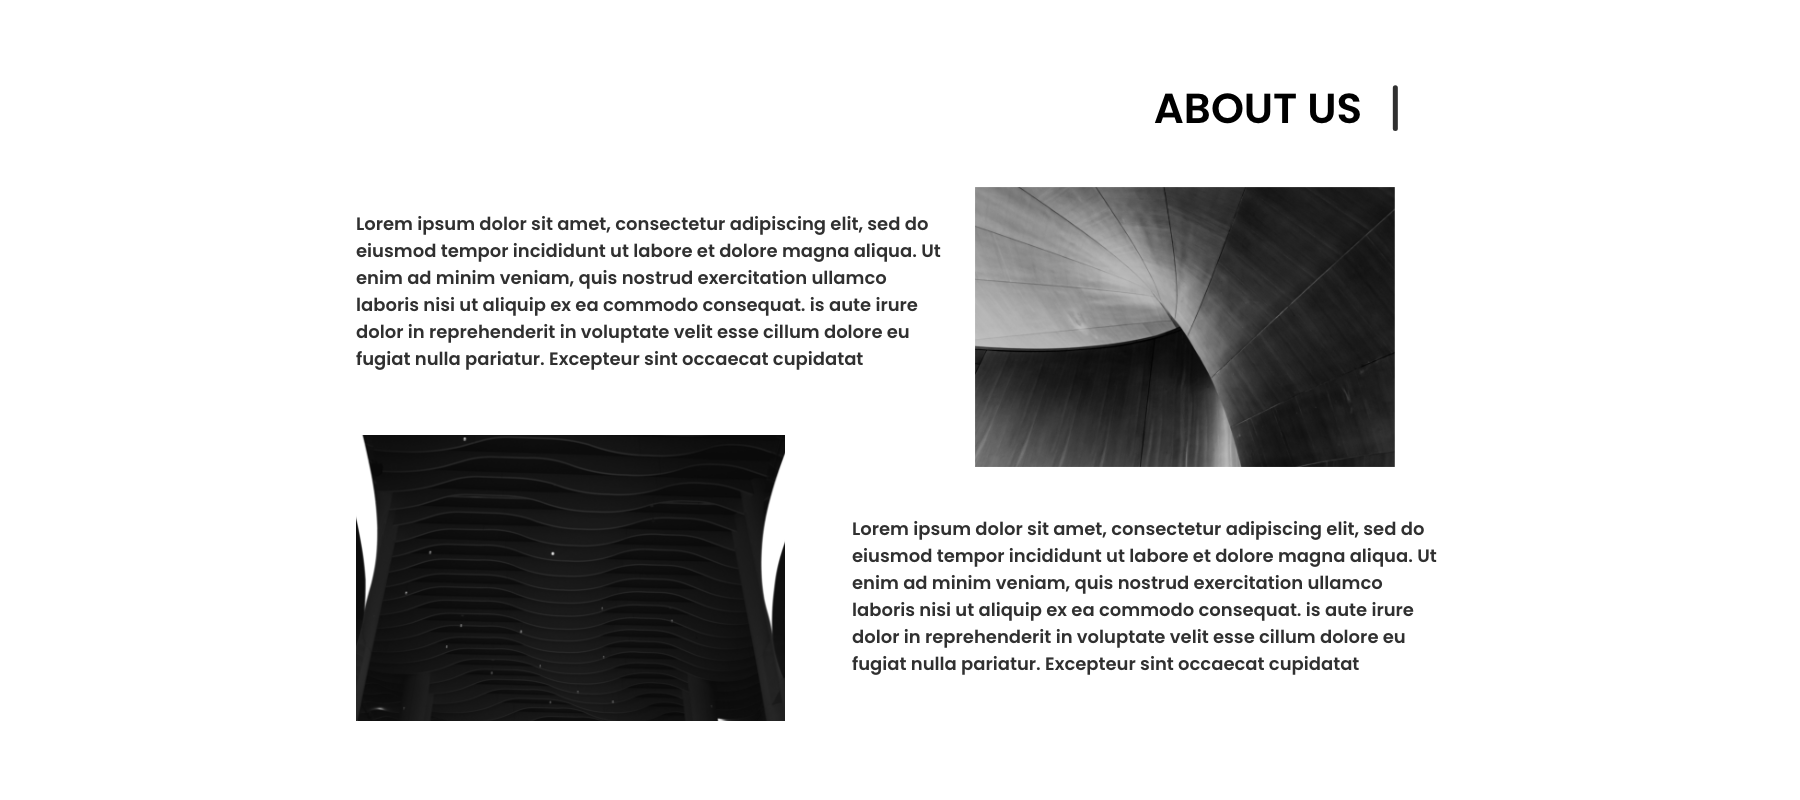 ABOUT US
Lorem ipsum dolor sit amet, consectetur adipiscing elit, sed do
eiusmod tempor incididunt ut labore et dolore magna aliqua. Ut
enim ad minim veniam, quis nostrud exercitation ullamco
laboris nisi ut aliquip ex ea commodo consequat. is aute irure
dolor in reprehenderit in voluptate velit esse cillum dolore eu
fugiat nulla pariatur. Excepteur sint occaecat cupidatat
Lorem ipsum dolor sit amet, consectetur adipiscing elit, sed do
eiusmod tempor incididunt ut labore et dolore magna aliqua. Ut
enim ad minim veniam, quis nostrud exercitation ullamco
laboris nisi ut aliquip ex ea commodo consequat. is aute irure
dolor in reprehenderit in voluptate velit esse cillum dolore eu
fugiat nulla pariatur. Excepteur sint occaecat cupidatat